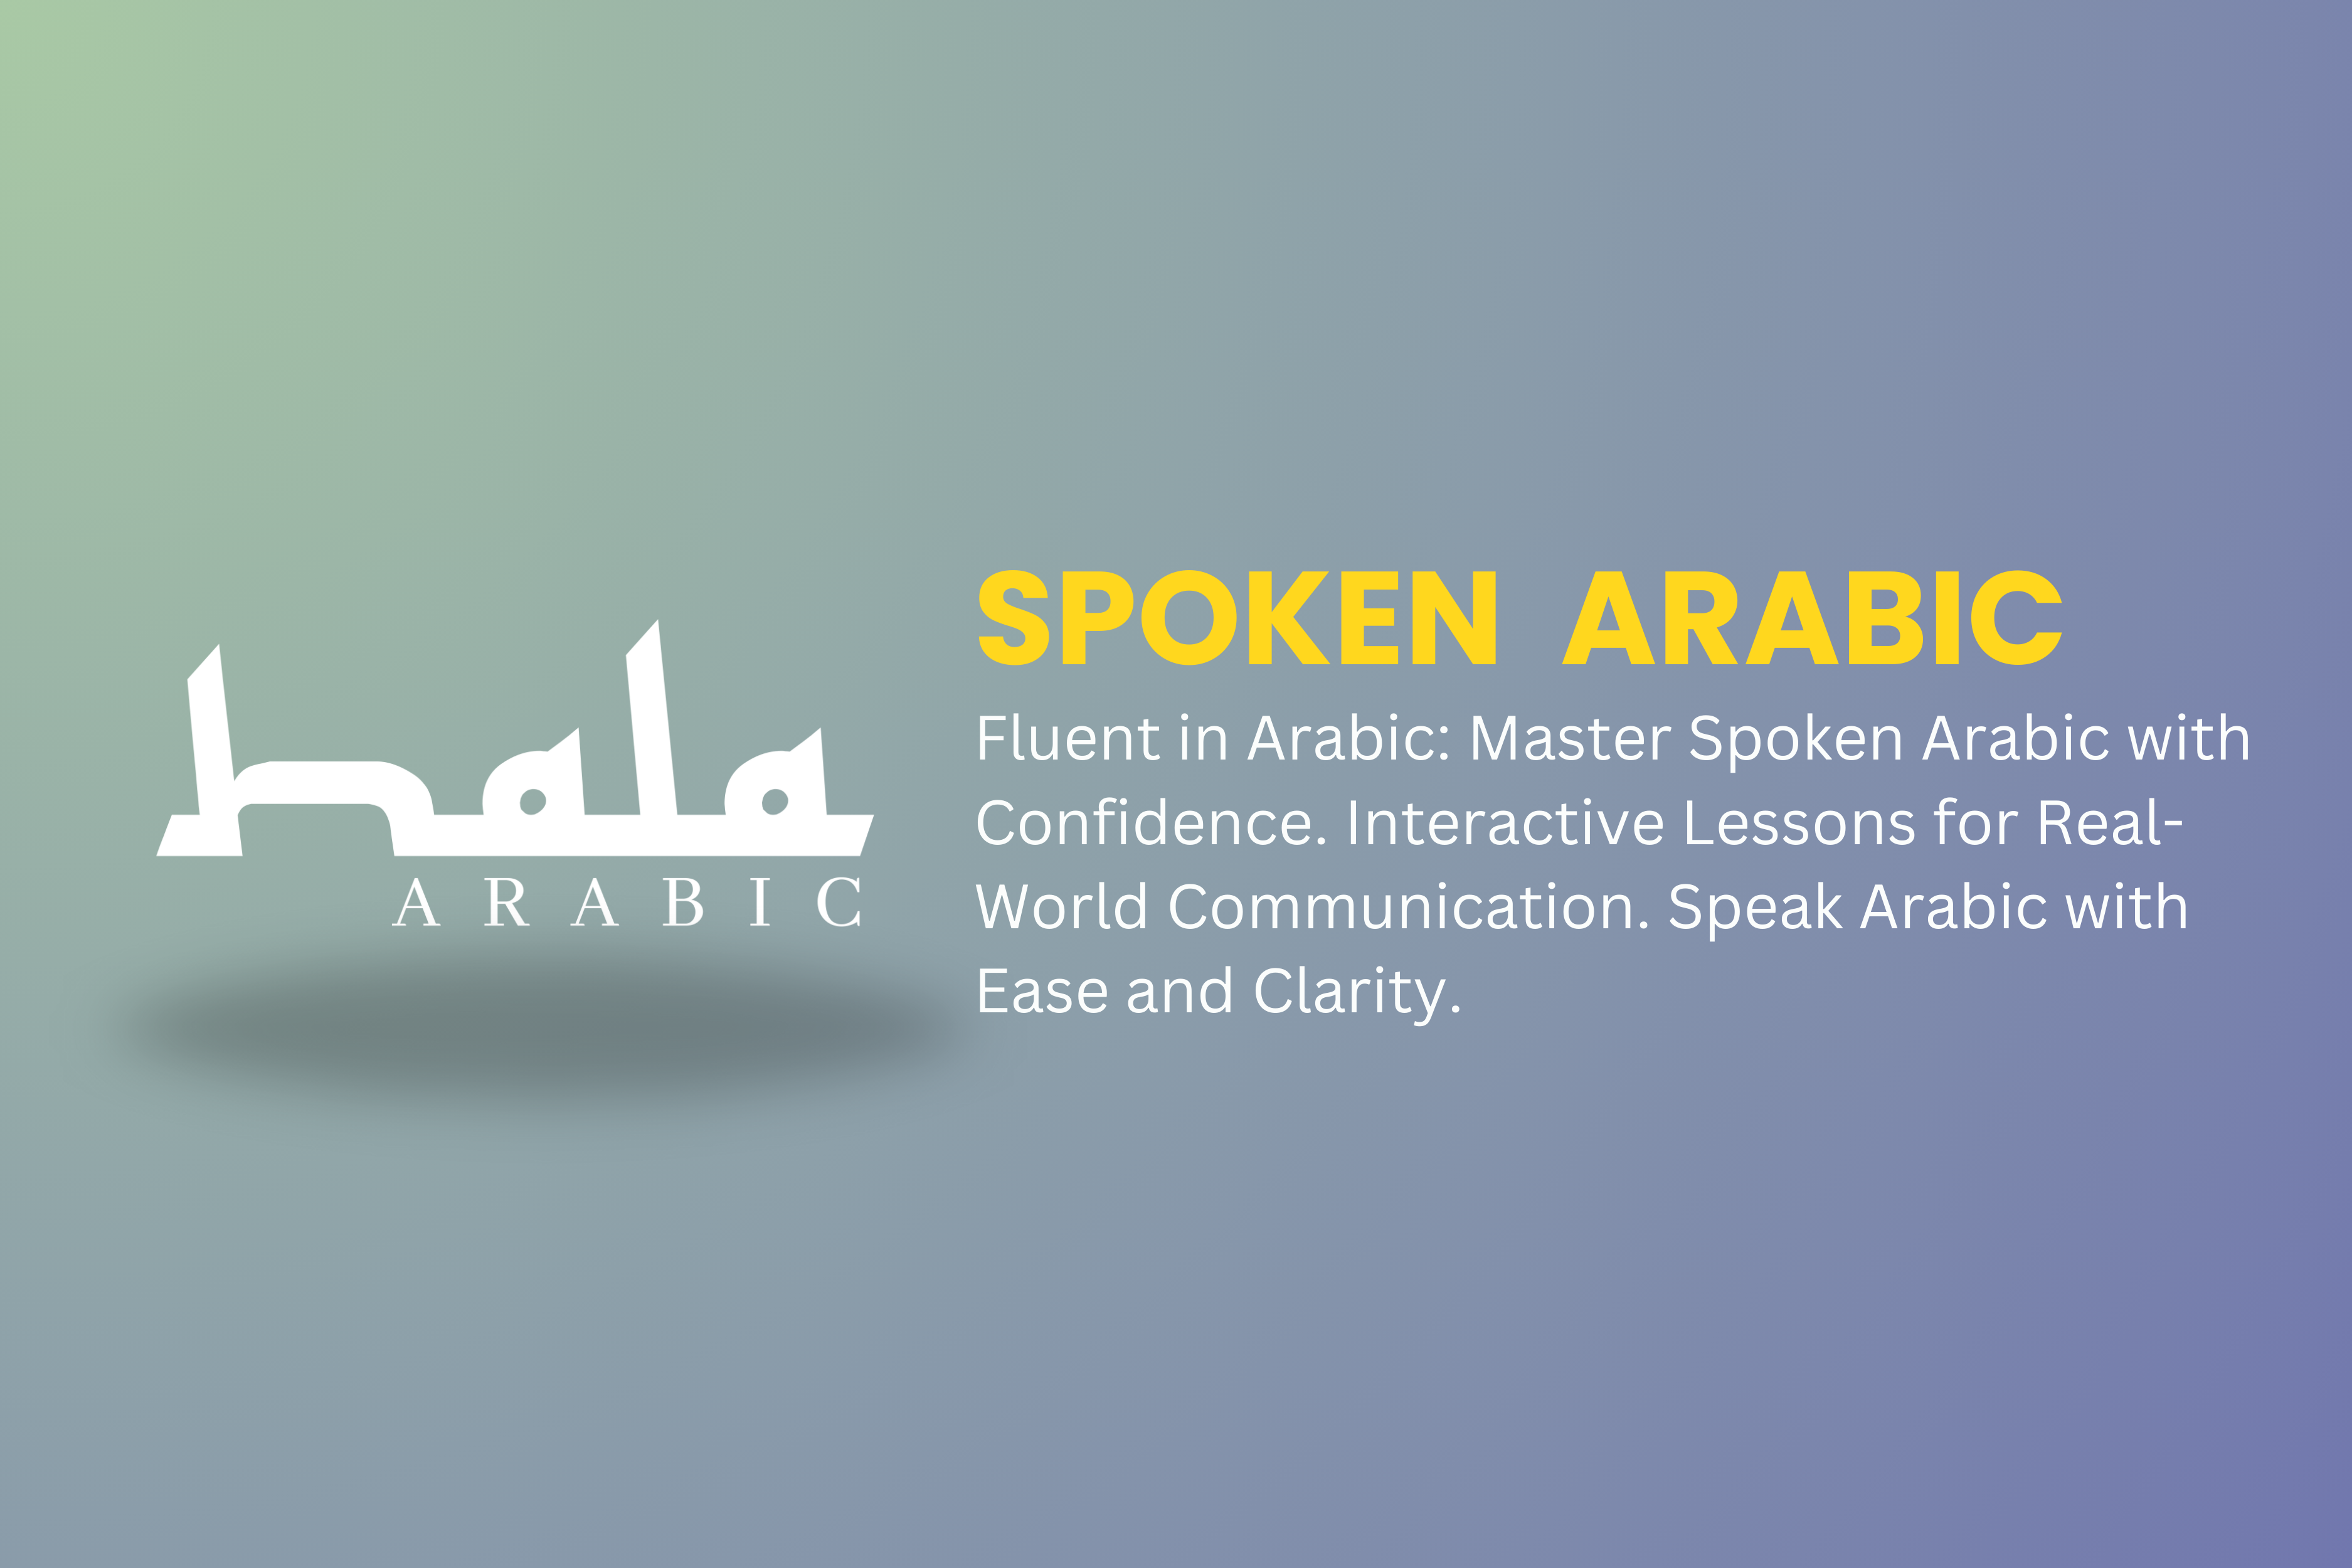 SPOKEN ARABIC
Fluent in Arabic: Master Spoken Arabic with
Confidence. Interactive Lessons for Real-
World Communication. Speak Arabic with
Ease and Clarity.
ARABIC